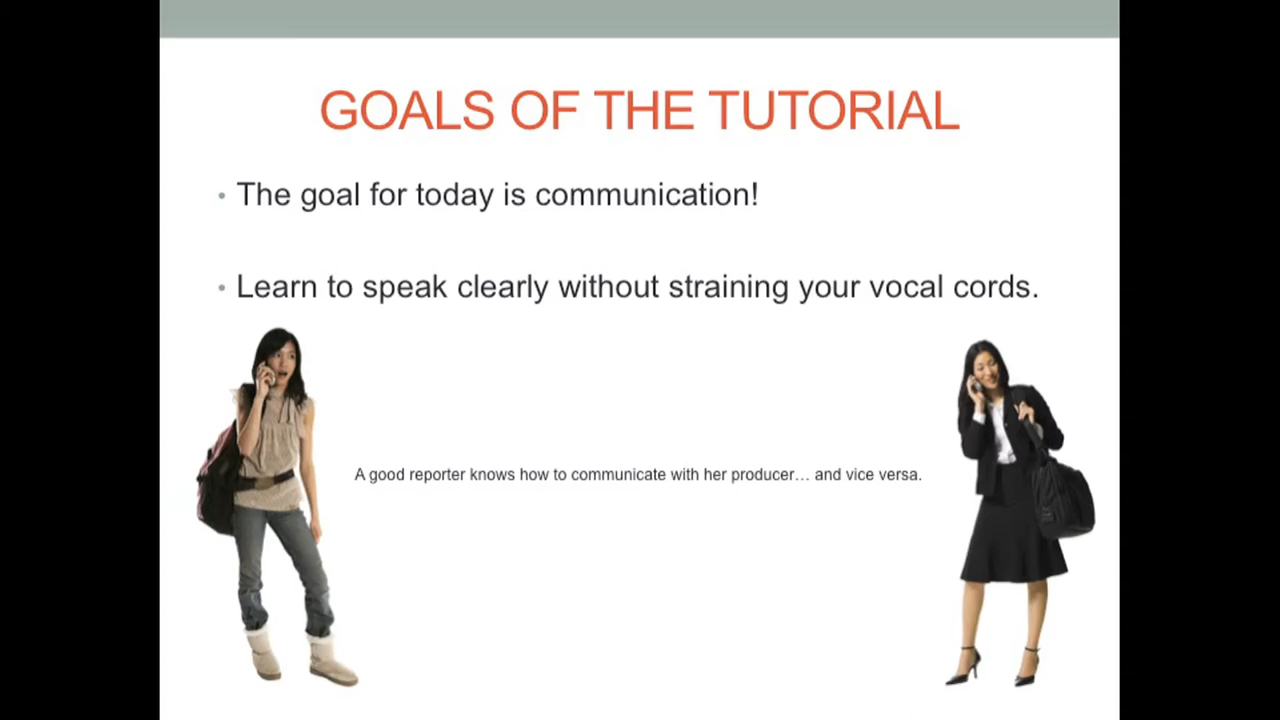 GOALS OF THE TUTORIAL
• The goal for today is communication!
• Learn to speak clearly without straining your vocal cords.
A good reporter knows how to communicate with her producer… and vice versa.